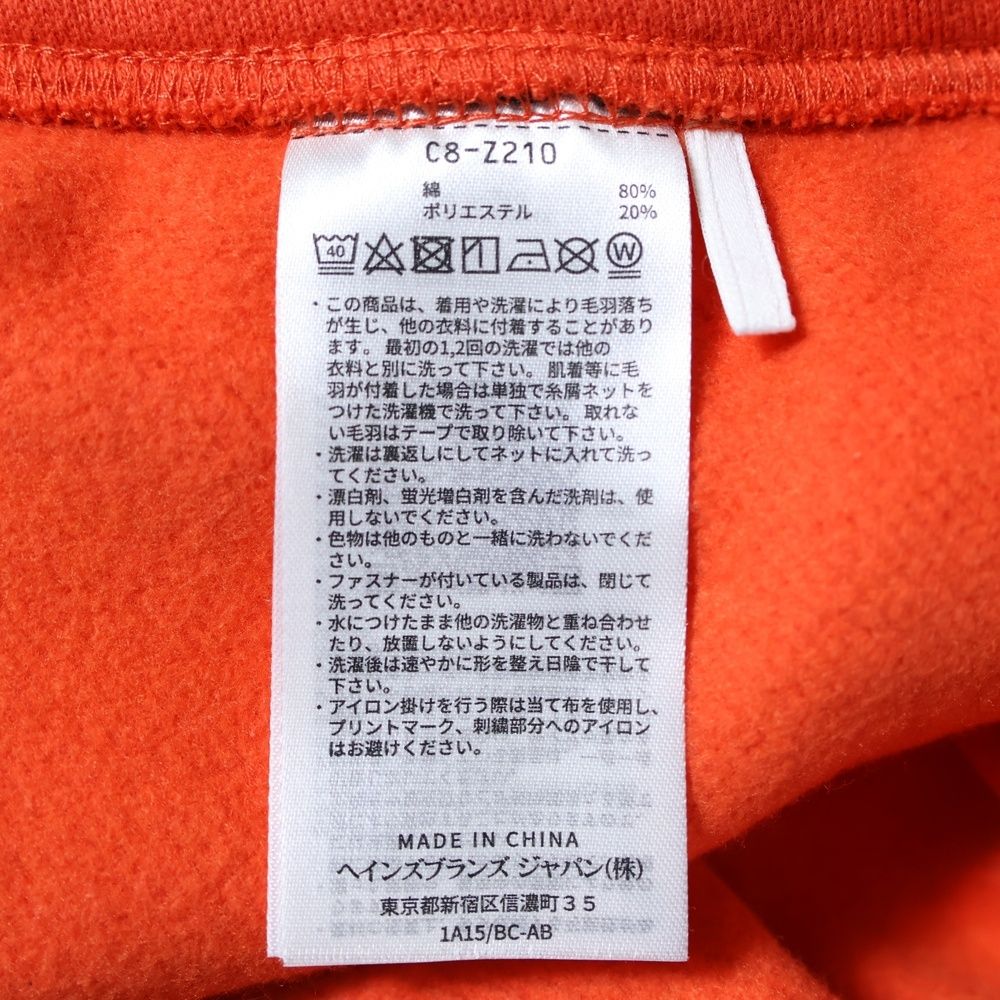 C8-Z210
綿 80%
ポリエステル 20%
40 W
・この商品は、着用や洗濯により毛羽落ち
が生じ、他の衣料に付着することがあり
ます。最初の1,2回の洗濯では他の
衣料と別に洗って下さい。肌着等に毛
羽が付着した場合は単独で糸屑ネットを
つけた洗濯機で洗って下さい。取れな
い毛羽はテープで取り除いて下さい。
・洗濯は裏返しにしてネットに入れて洗っ
てください。
・漂白剤、蛍光増白剤を含んだ洗剤は、使
用しないでください。
・色物は他のものと一緒に洗わないでくだ
さい。
・ファスナーが付いている製品は、閉じて
洗ってください。
・水につけたまま他の洗濯物と重ね合わせ
たり、放置しないようにしてください。
・洗濯後は速やかに形を整え日陰で干して
下さい。
・アイロン掛けを行う際は当て布を使用し、
プリントマーク、刺繍部分へのアイロン
はお避けください。
MADE IN CHINA
ヘインズブランズ ジャパン(株)
東京都新宿区信濃町35
1A15/BC-AB